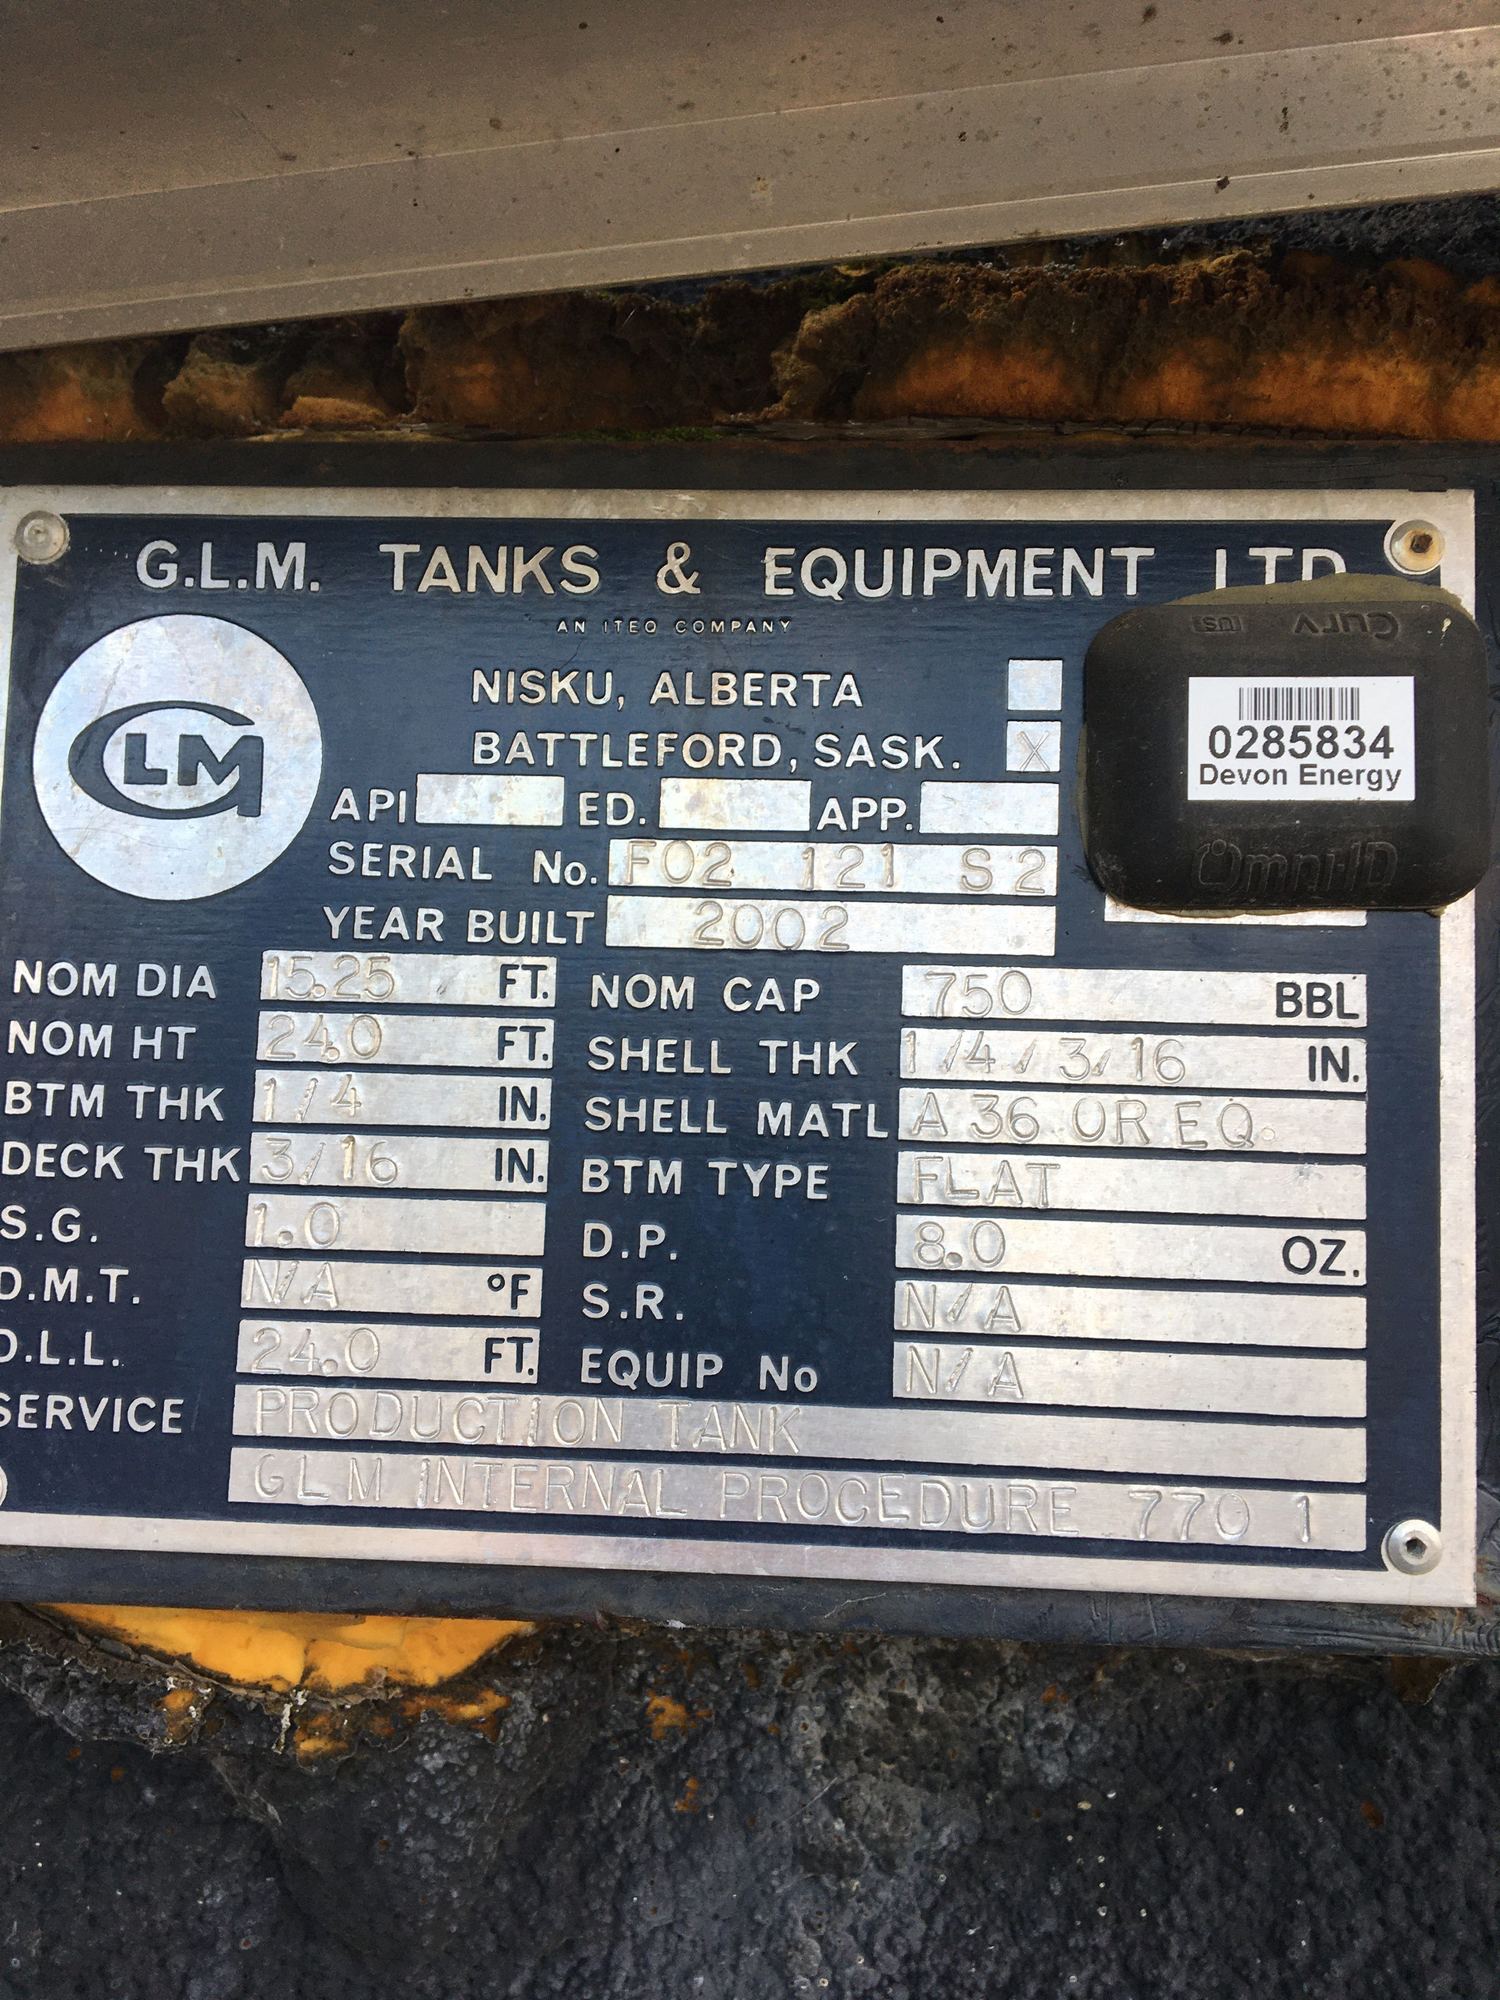 G.L.M. TANKS & EQUIPMENT LTD
AN ITEQ COMPANY
GLM
NISKU, ALBERTA
BATTLEFORD, SASK. X
API ED. APP.
SERIAL No. F02 121 S2
YEAR BUILT 2002
Curv IUS
0285834
Devon Energy
Omni-ID
NOM DIA 15.25 FT. NOM CAP 750 BBL
NOM HT 24.0 FT. SHELL THK 1/4/3/16 IN.
BTM THK 1/4 IN. SHELL MATL A 36 OR EQ.
DECK THK 3/16 IN. BTM TYPE FLAT
S.G. 1.0 D.P. 8.0 OZ.
D.M.T. N/A °F S.R. N/A
D.L.L. 24.0 FT. EQUIP No N/A
SERVICE PRODUCTION TANK
GLM INTERNAL PROCEDURE 770 1